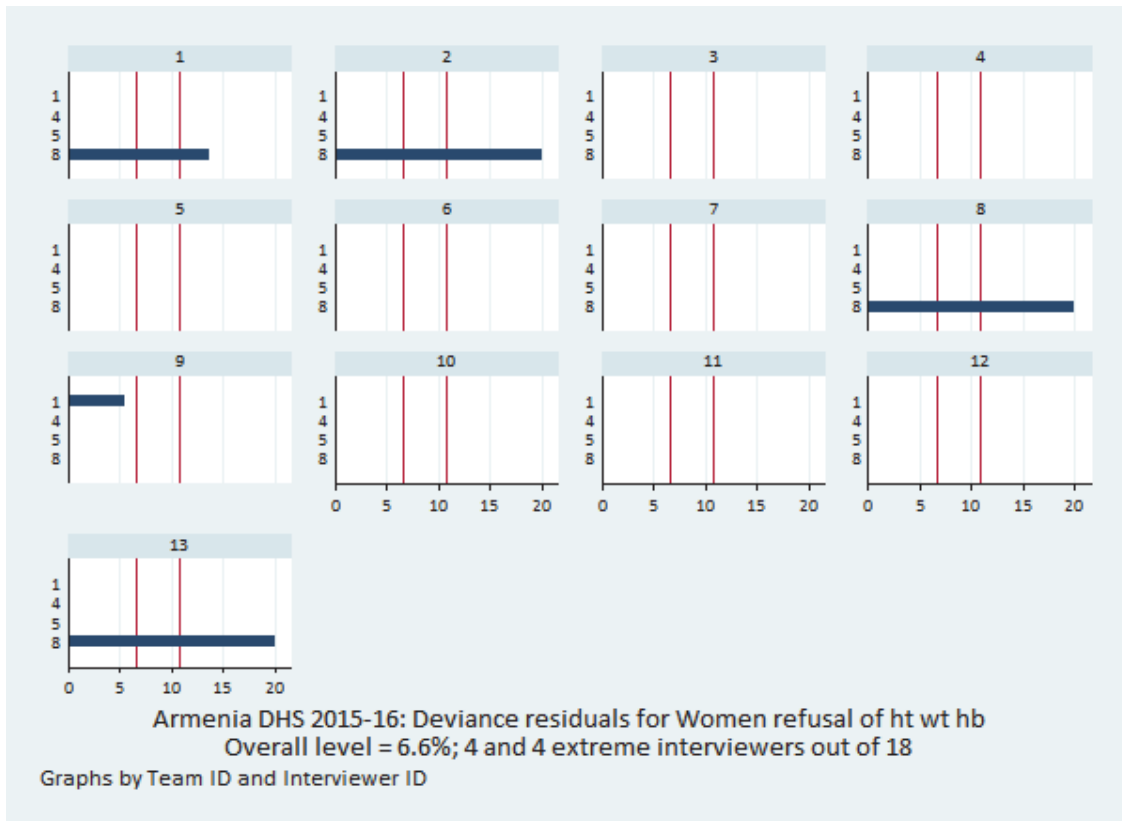 1 2 3 4
1 1 1 1
4 4 4 4
5 5 5 5
8 8 8 8
5 6 7 8
1 1 1 1
4 4 4 4
5 5 5 5
8 8 8 8
9 10 11 12
1 1 1 1
4 4 4 4
5 5 5 5
8 8 8 8
0 5 10 15 20 0 5 10 15 20 0 5 10 15 20
13
1
4
5
8
0 5 10 15 20
Armenia DHS 2015-16: Deviance residuals for Women refusal of ht wt hb
Overall level = 6.6%; 4 and 4 extreme interviewers out of 18
Graphs by Team ID and Interviewer ID